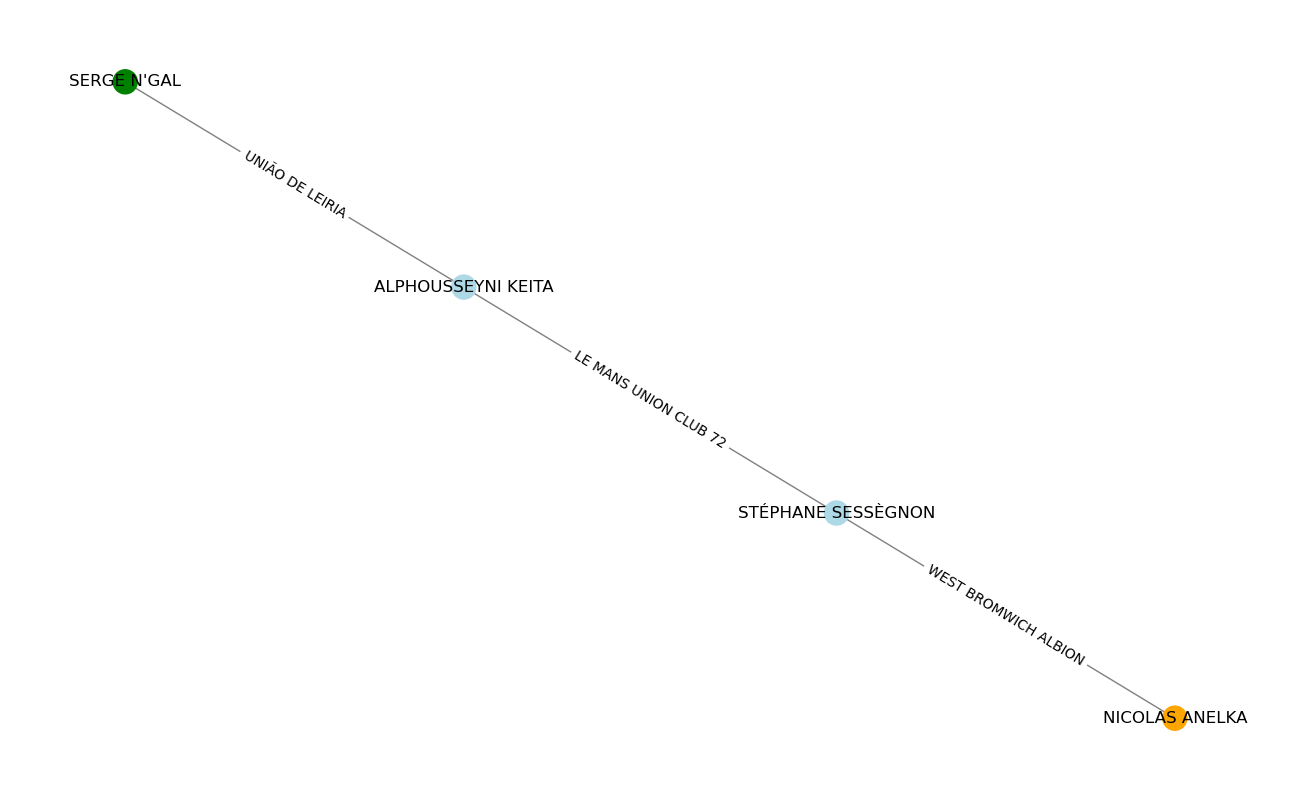 SERGE N'GAL
UNIÃO DE LEIRIA
ALPHOUSSEYNI KEITA
LE MANS UNION CLUB 72
STÉPHANE SESSÈGNON
WEST BROMWICH ALBION
NICOLAS ANELKA